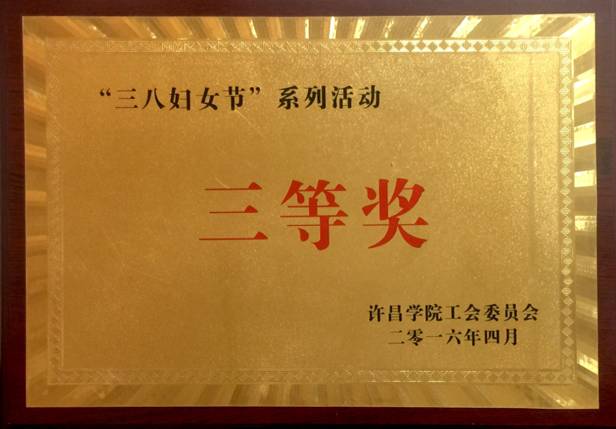 “三八妇女节”系列活动
三等奖
许昌学院工会委员会
二零一六年四月